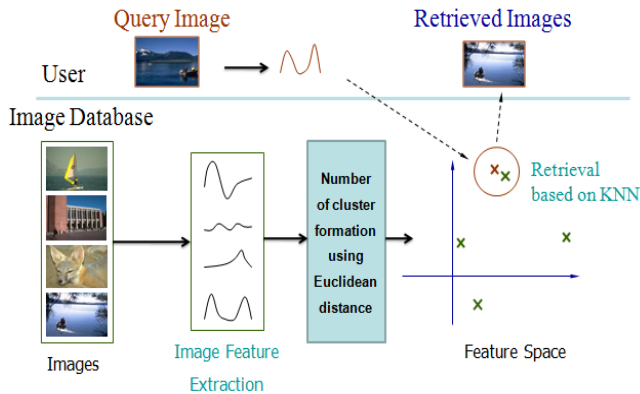 Query Image
Retrieved Images
User
Image Database
Number
of cluster
formation
using
Euclidean
distance
Retrieval
based on KNN
Images
Image Feature
Extraction
Feature Space